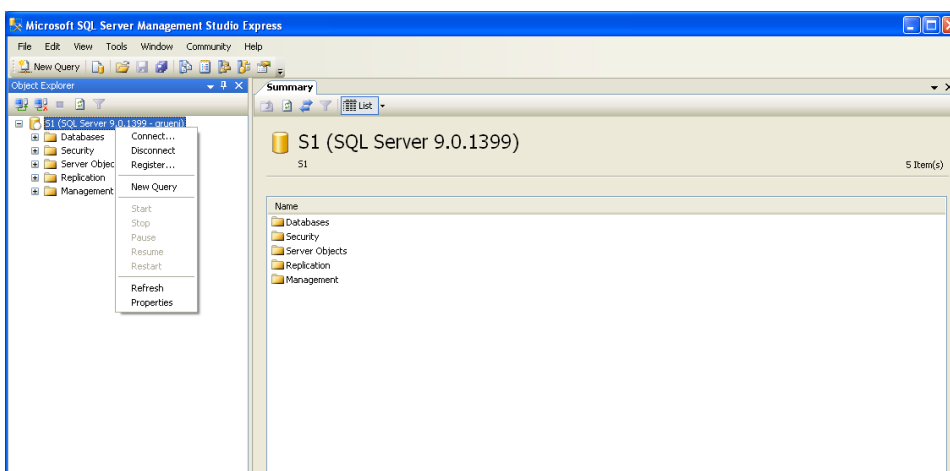 Microsoft SQL Server Management Studio Express
File Edit View Tools Window Community Help
New Query
Object Explorer
S1 (SQL Server 9.0.1399 - grueni)
Databases
Security
Server Objec
Replication
Management
Connect...
Disconnect
Register...
New Query
Start
Stop
Pause
Resume
Restart
Refresh
Properties
Summary
List
S1 (SQL Server 9.0.1399)
S1
5 Item(s)
Name
Databases
Security
Server Objects
Replication
Management